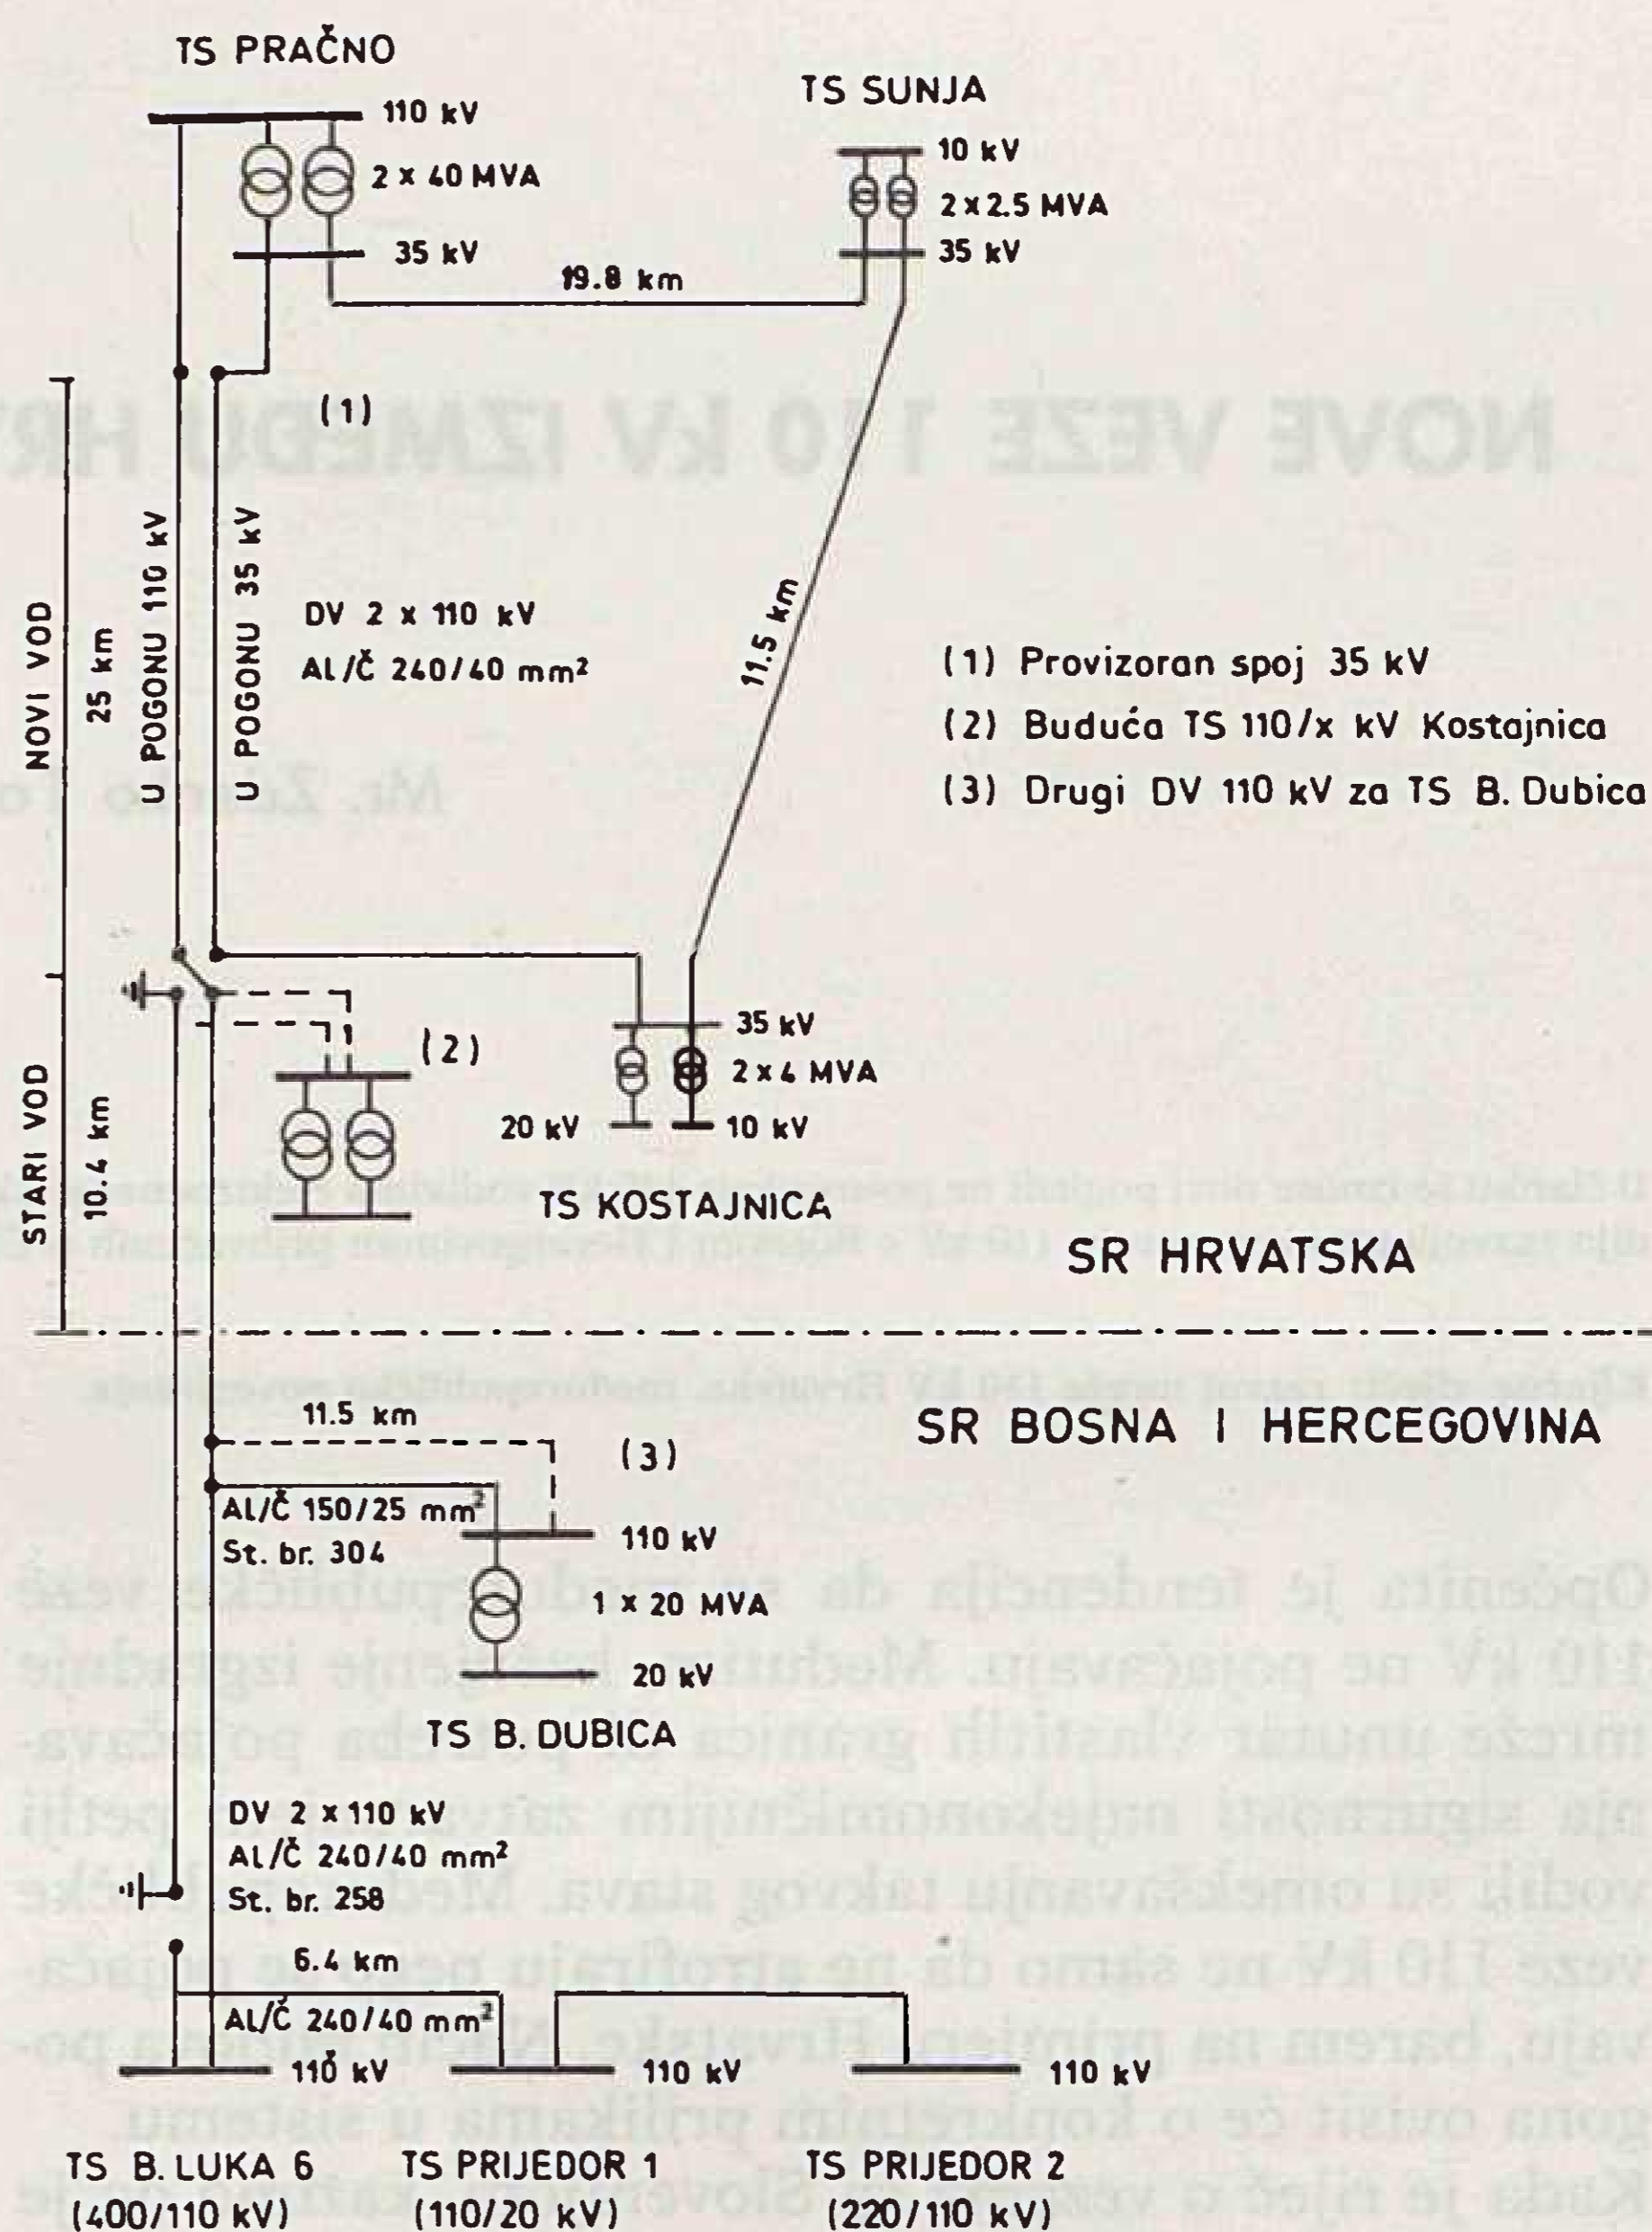 TS PRAČNO
110 kV
2 x 40 MVA
35 kV
TS SUNJA
10 kV
2 x 2.5 MVA
35 kV
19.8 km
(1)
NOVI VOD
25 km
U POGONU 110 kV
U POGONU 35 kV
DV 2 x 110 kV
Al/Č 240/40 mm²
11.5 km
(1) Provizoran spoj 35 kV
(2) Buduća TS 110/x kV Kostajnica
(3) Drugi DV 110 kV za TS B. Dubica
STARI VOD
10.4 km
(2)
35 kV
2 x 4 MVA
20 kV
10 kV
TS KOSTAJNICA
SR HRVATSKA
SR BOSNA I HERCEGOVINA
11.5 km
(3)
Al/Č 150/25 mm²
St. br. 304
110 kV
1 x 20 MVA
20 kV
TS B. DUBICA
DV 2 x 110 kV
Al/Č 240/40 mm²
St. br. 258
6.4 km
Al/Č 240/40 mm²
110 kV
110 kV
110 kV
TS B. LUKA 6
(400/110 kV)
TS PRIJEDOR 1
(110/20 kV)
TS PRIJEDOR 2
(220/110 kV)